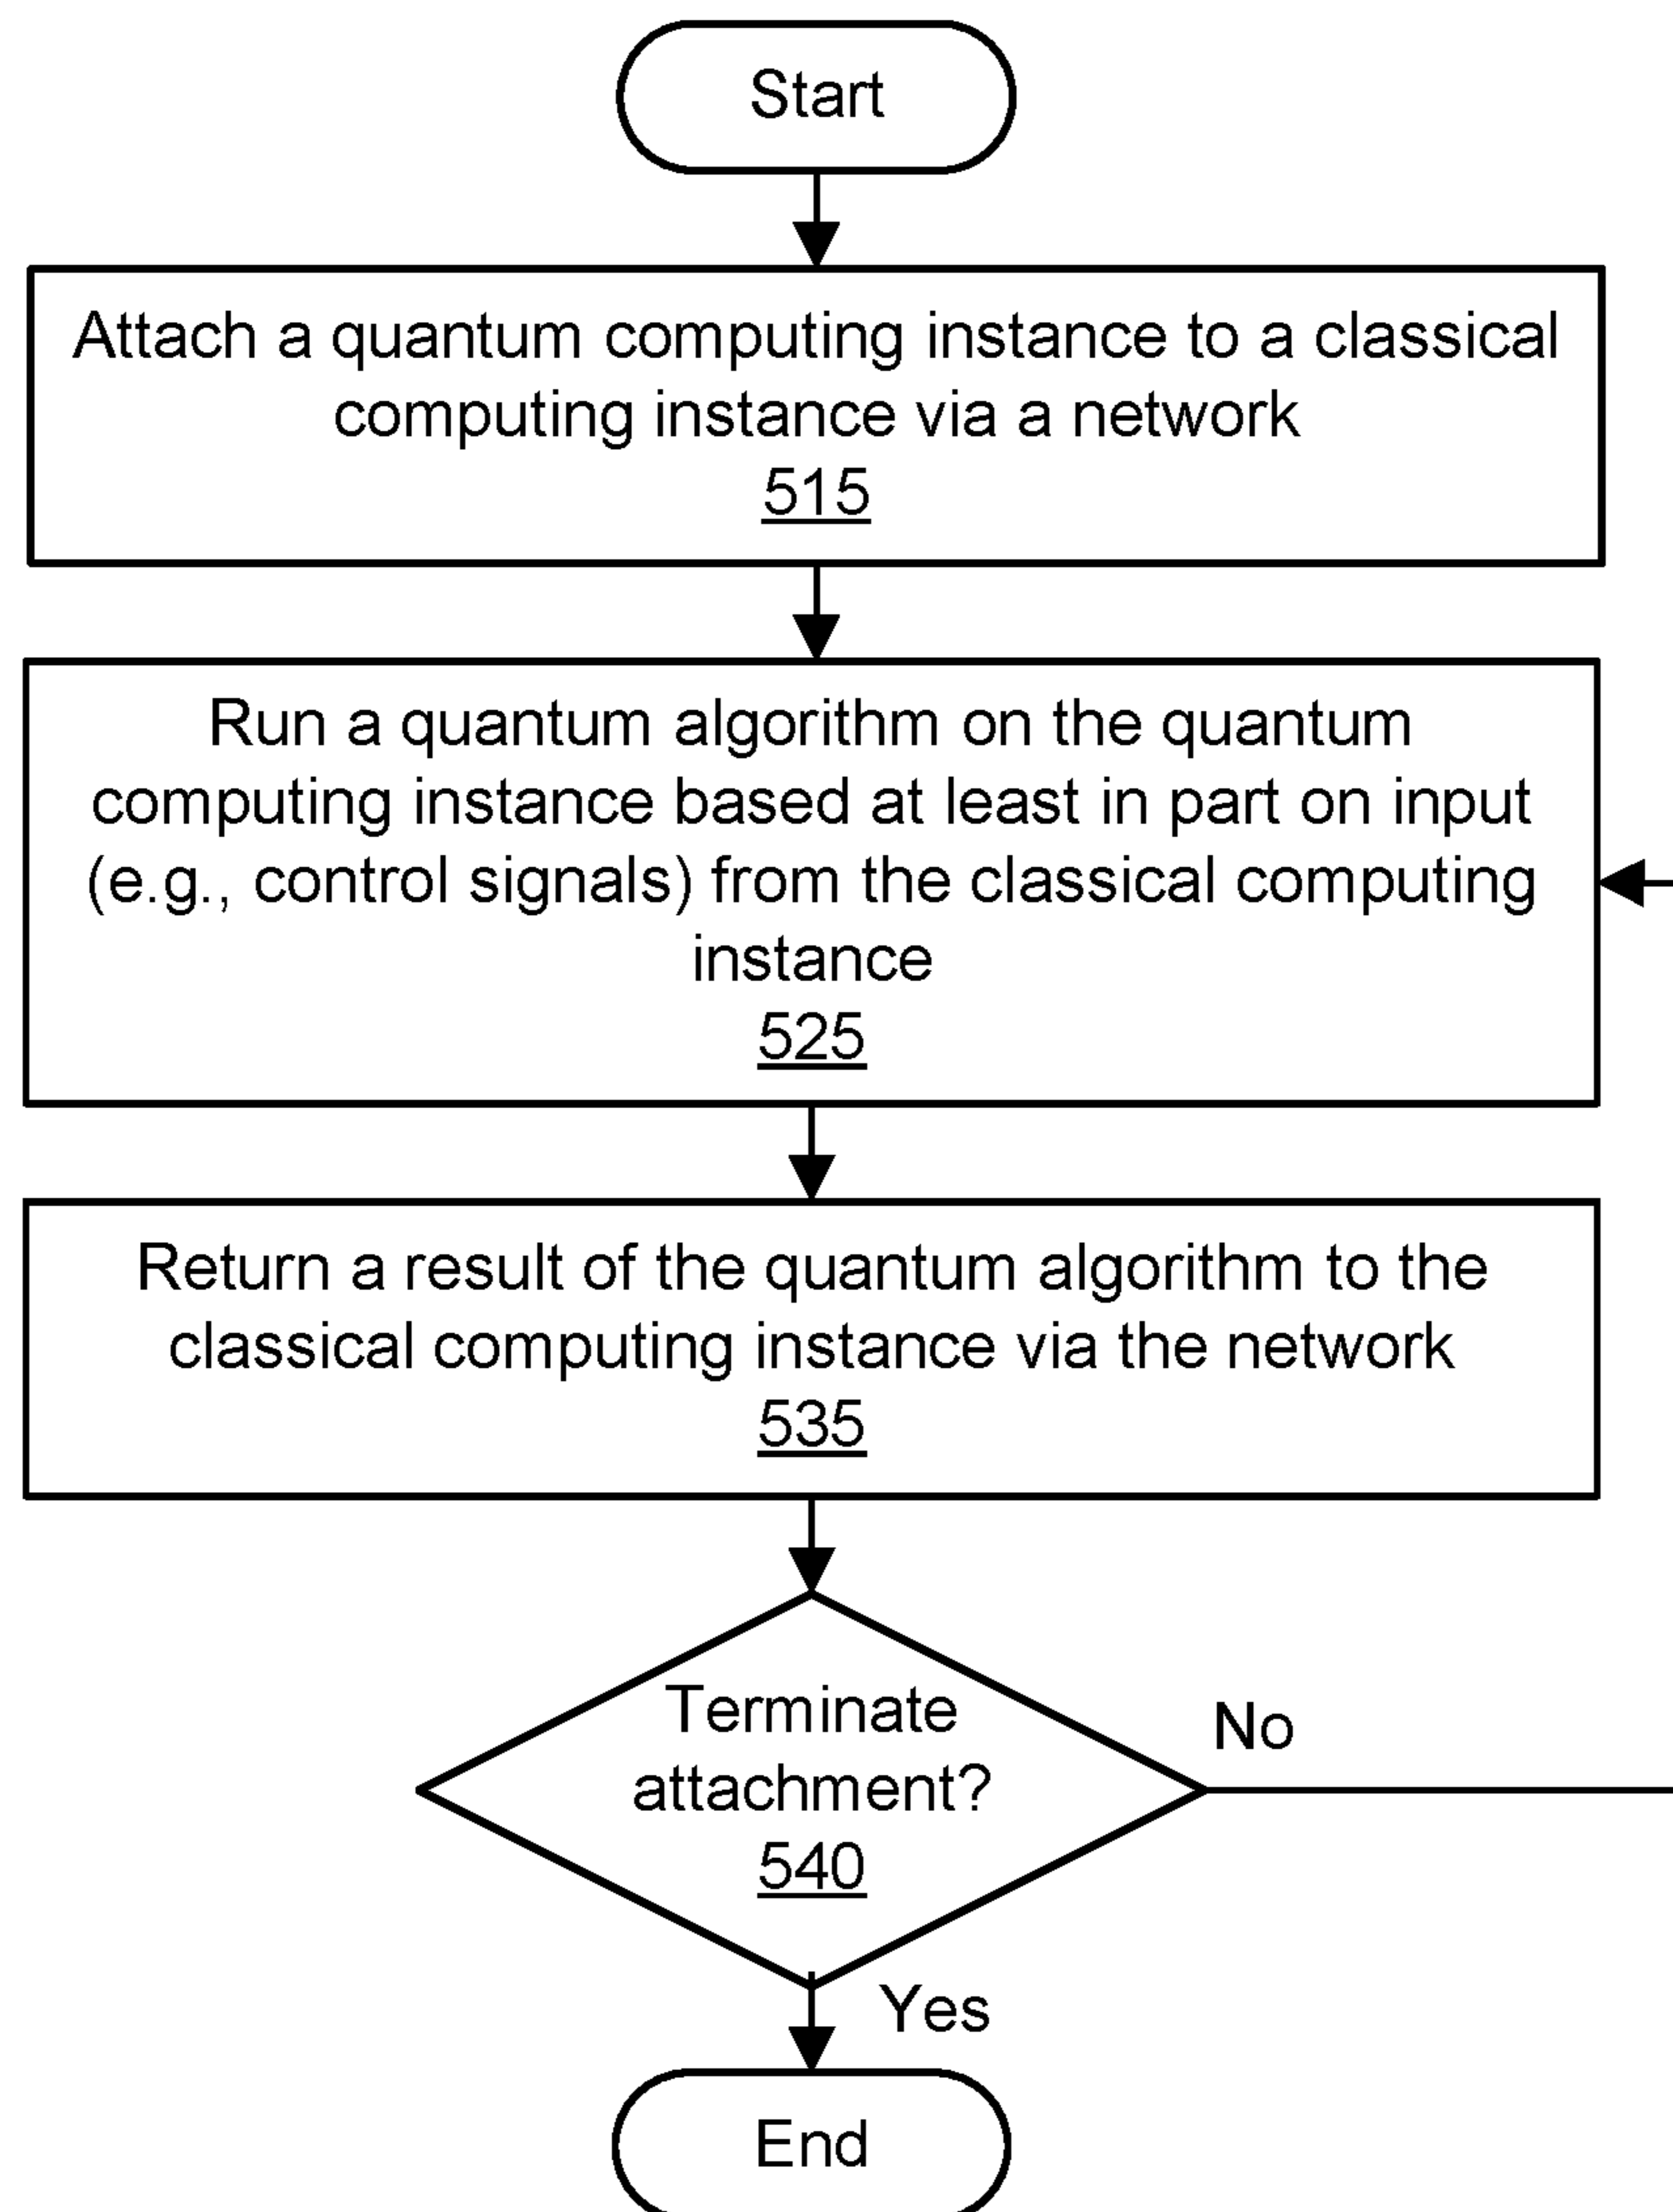 Start
Attach a quantum computing instance to a classical
computing instance via a network
515
Run a quantum algorithm on the quantum
computing instance based at least in part on input
(e.g., control signals) from the classical computing
instance
525
Return a result of the quantum algorithm to the
classical computing instance via the network
535
Terminate
attachment?
540
No
Yes
End